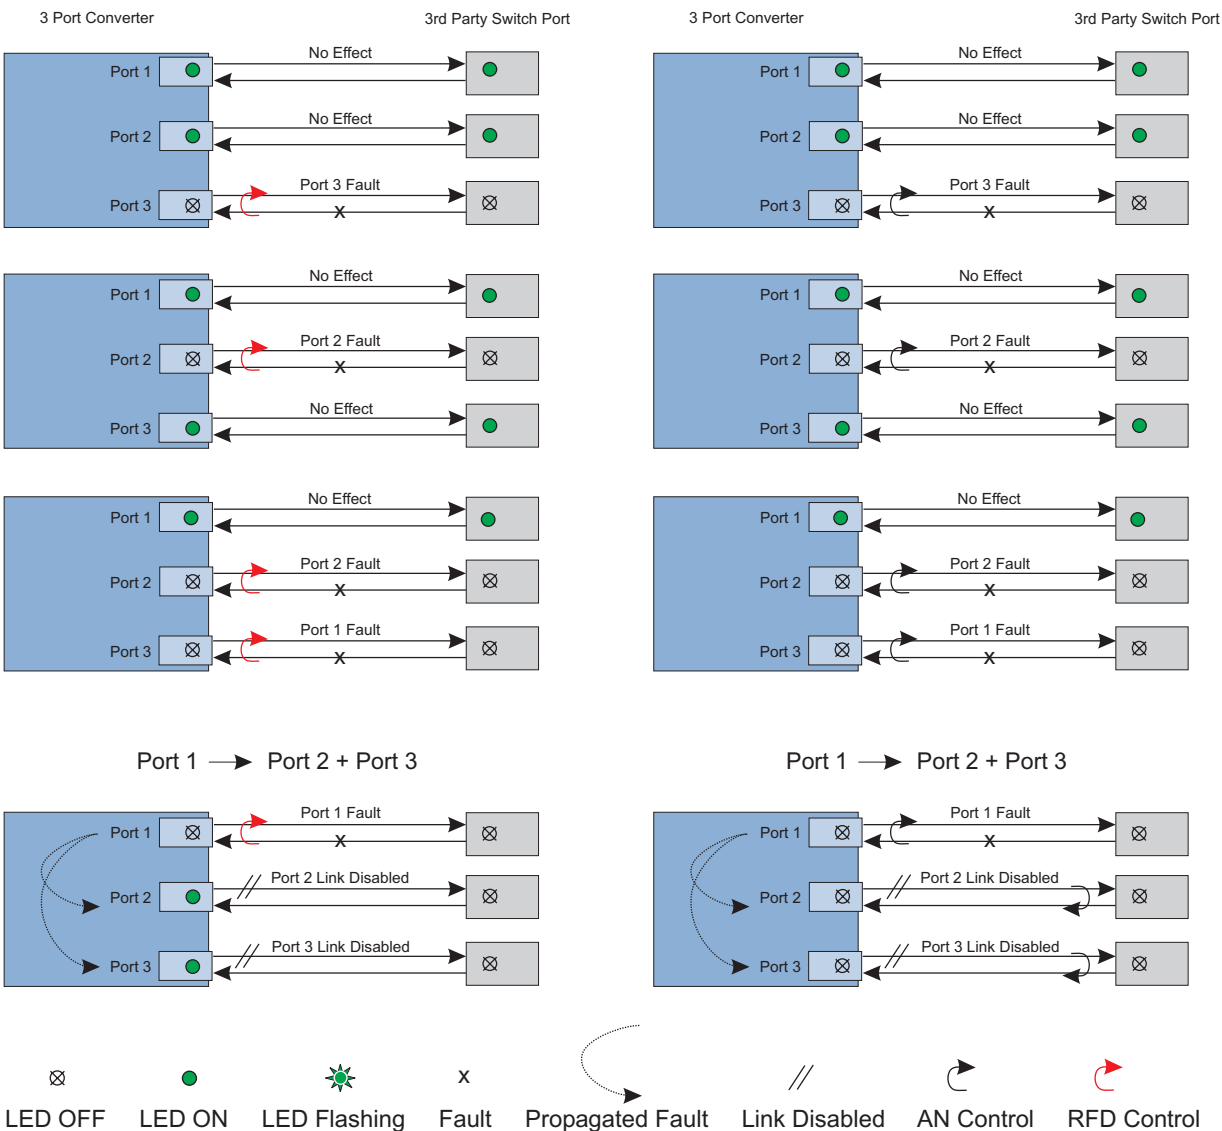 3 Port Converter
3rd Party Switch Port
3 Port Converter
3rd Party Switch Port
Port 1
No Effect
Port 2
No Effect
Port 3
Port 3 Fault
x
Port 1
No Effect
Port 2
No Effect
Port 3
Port 3 Fault
x
Port 1
No Effect
Port 2
Port 2 Fault
x
Port 3
No Effect
Port 1
No Effect
Port 2
Port 2 Fault
x
Port 3
No Effect
Port 1
No Effect
Port 2
Port 2 Fault
x
Port 3
Port 1 Fault
x
Port 1
No Effect
Port 2
Port 2 Fault
x
Port 3
Port 1 Fault
x
Port 1 Port 2 + Port 3
Port 1 Port 2 + Port 3
Port 1
Port 1 Fault
x
Port 2
Port 2 Link Disabled
Port 3
Port 3 Link Disabled
Port 1
Port 1 Fault
x
Port 2
Port 2 Link Disabled
Port 3
Port 3 Link Disabled
x
LED OFF
LED ON
LED Flashing
Fault
Propagated Fault
Link Disabled
AN Control
RFD Control